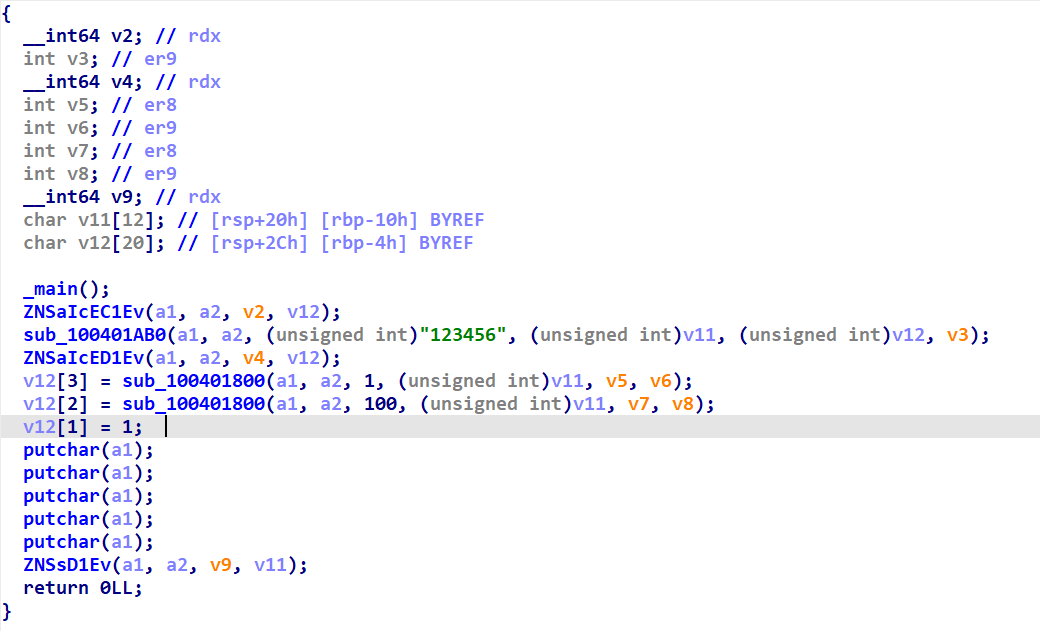 {
  __int64 v2; // rdx
  int v3; // er9
  __int64 v4; // rdx
  int v5; // er8
  int v6; // er9
  int v7; // er8
  int v8; // er9
  __int64 v9; // rdx
  char v11[12]; // [rsp+20h] [rbp-10h] BYREF
  char v12[20]; // [rsp+2Ch] [rbp-4h] BYREF

  _main();
  ZNSaIcEC1Ev(a1, a2, v2, v12);
  sub_100401AB0(a1, a2, (unsigned int)"123456", (unsigned int)v11, (unsigned int)v12, v3);
  ZNSaIcED1Ev(a1, a2, v4, v12);
  v12[3] = sub_100401800(a1, a2, 1, (unsigned int)v11, v5, v6);
  v12[2] = sub_100401800(a1, a2, 100, (unsigned int)v11, v7, v8);
  v12[1] = 1;
  putchar(a1);
  putchar(a1);
  putchar(a1);
  putchar(a1);
  putchar(a1);
  ZNSsD1Ev(a1, a2, v9, v11);
  return 0LL;
}